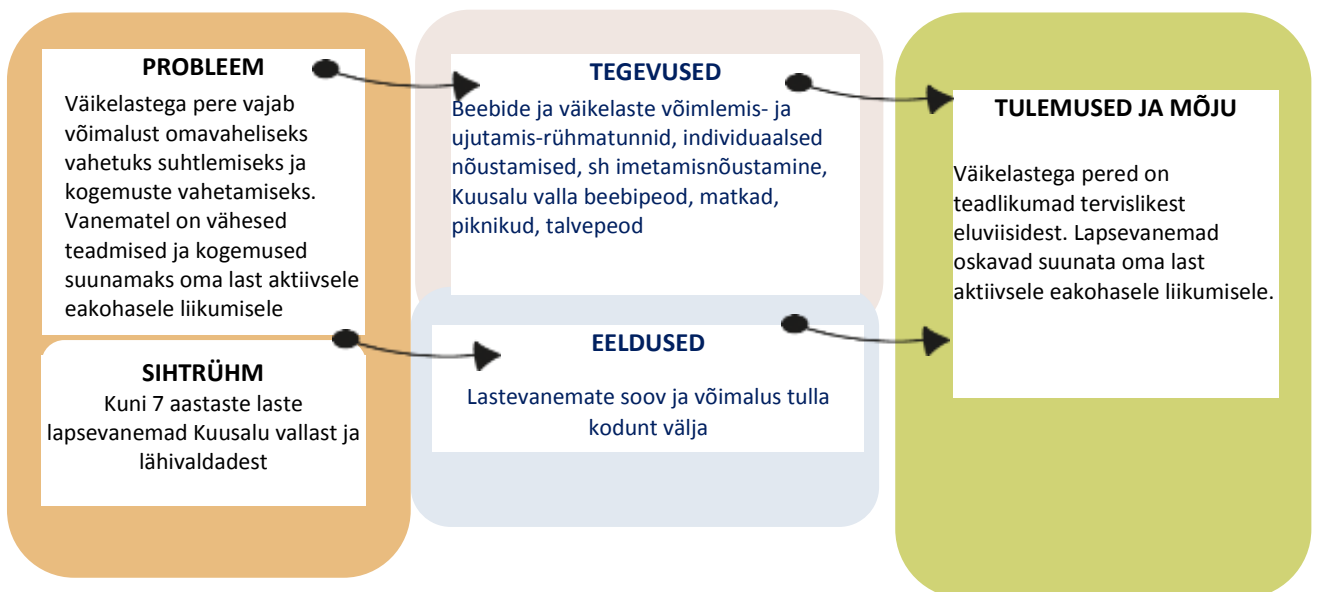 PROBLEEM
Väikelastega pere vajab
võimalust omavaheliseks
vahetuks suhtlemiseks ja
kogemuste vahetamiseks.
Vanematel on vähesed
teadmised ja kogemused
suunamaks oma last aktiivsele
eakohasele liikumisele
SIHTRÜHM
Kuni 7 aastaste laste
lapsevanemad Kuusalu vallast ja
lähivaldadest
TEGEVUSED
Beebide ja väikelaste võimlemis- ja
ujutamis-rühmatunnid, individuaalsed
nõustamised, sh imetamisnõustamine,
Kuusalu valla beebipeod, matkad,
piknikud, talvepeod
EELDUSED
Lastevanemate soov ja võimalus tulla
kodunt välja
TULEMUSED JA MÕJU
Väikelastega pered on
teadlikumad tervislikest
eluviisidest. Lapsevanemad
oskavad suunata oma last
aktiivsele eakohasele liikumisele.